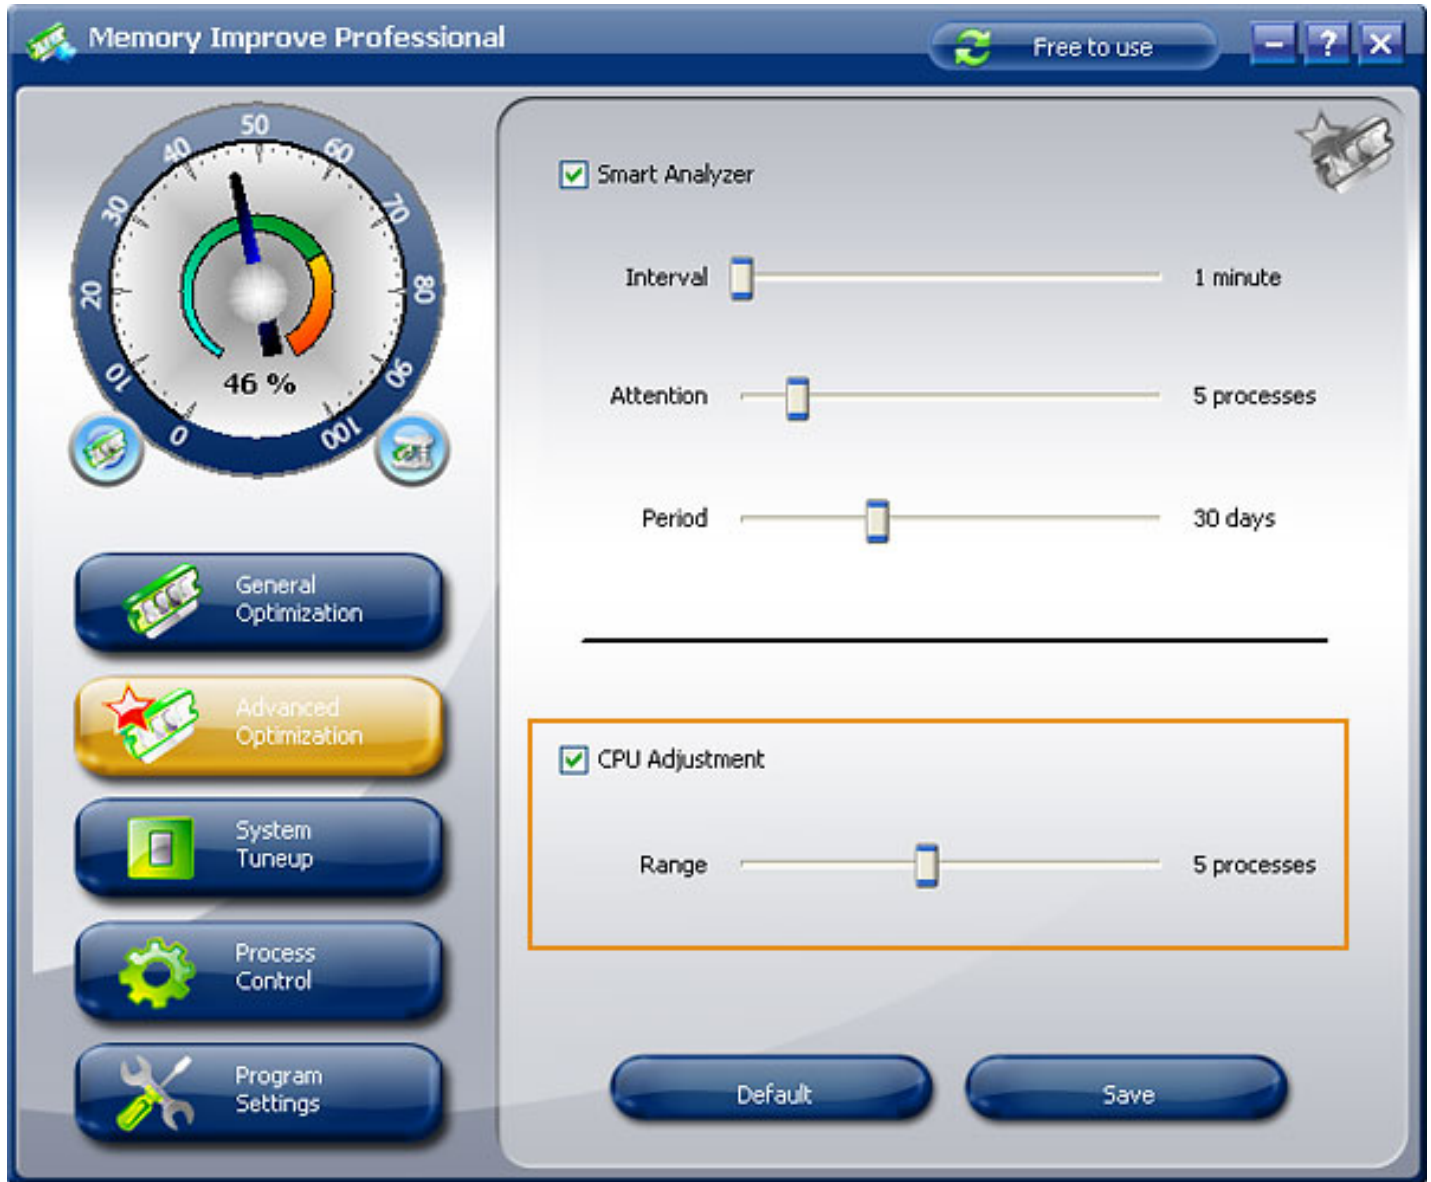 Memory Improve Professional
Free to use
0
10
20
30
40
50
60
70
80
90
100
46 %
General
Optimization
Advanced
Optimization
System
Tuneup
Process
Control
Program
Settings
Smart Analyzer
Interval 1 minute
Attention 5 processes
Period 30 days
CPU Adjustment
Range 5 processes
Default
Save